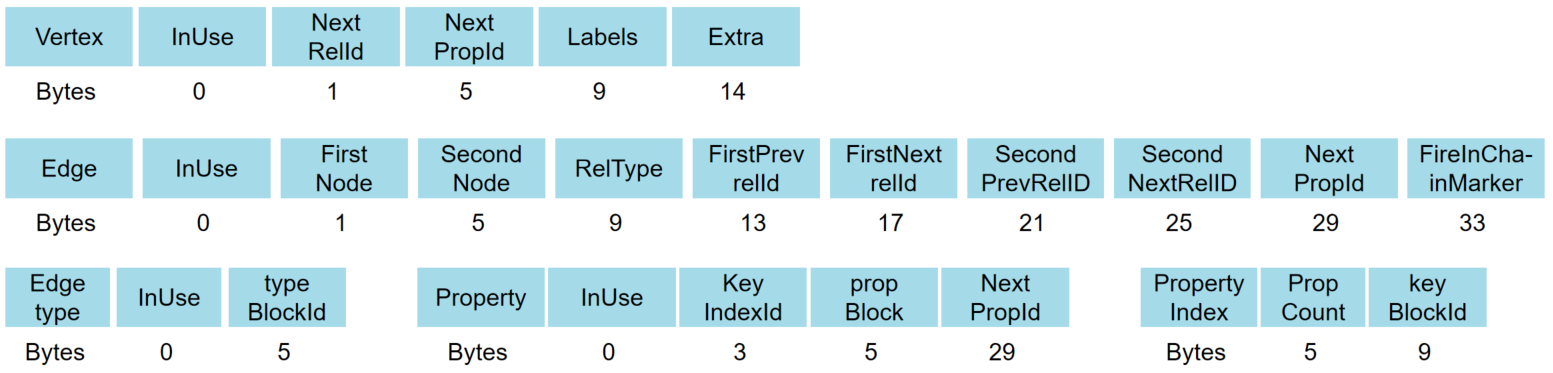 Vertex InUse Next RelId Next PropId Labels Extra
Bytes 0 1 5 9 14
Edge InUse First Node Second Node RelType FirstPrev relId FirstNext relId Second PrevRelID Second NextRelID Next PropId FireInCha- inMarker
Bytes 0 1 5 9 13 17 21 25 29 33
Edge type InUse type BlockId Property InUse Key IndexId prop Block Next PropId Property Index Prop Count key BlockId
Bytes 0 5 Bytes 0 3 5 29 Bytes 5 9